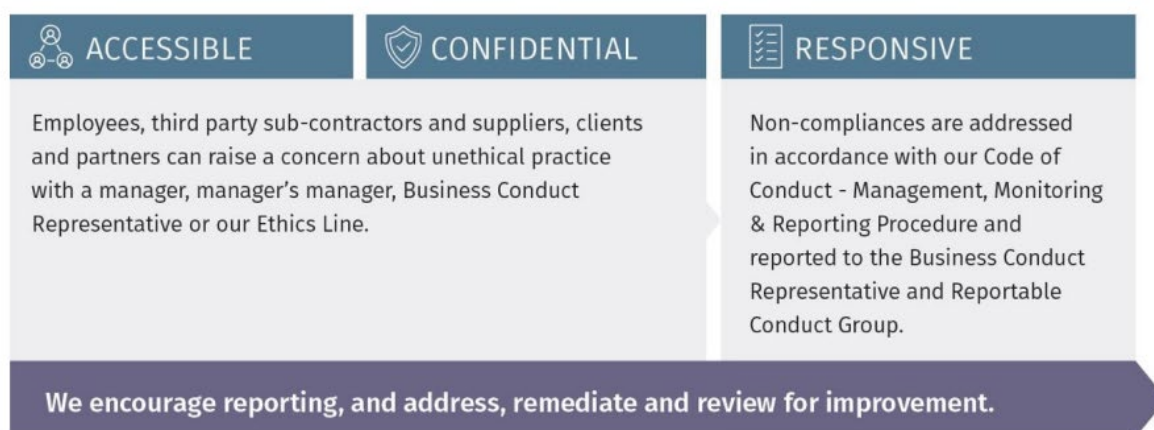 ACCESSIBLE
CONFIDENTIAL
Employees, third party sub-contractors and suppliers, clients
and partners can raise a concern about unethical practice
with a manager, manager’s manager, Business Conduct
Representative or our Ethics Line.
RESPONSIVE
Non-compliances are addressed
in accordance with our Code of
Conduct - Management, Monitoring
& Reporting Procedure and
reported to the Business Conduct
Representative and Reportable
Conduct Group.
We encourage reporting, and address, remediate and review for improvement.